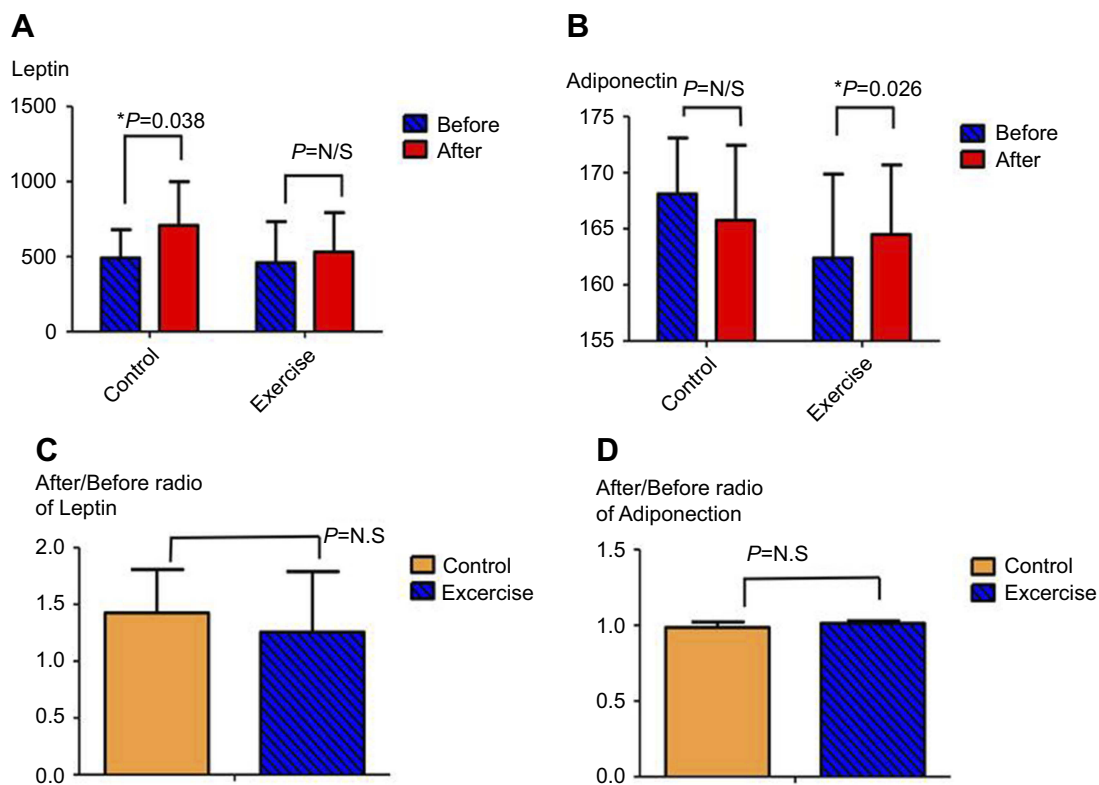 A
Leptin
1500
1000
500
0
*P=0.038
P=N/S
Before
After
Control
Exercise
B
Adiponectin
175
170
165
160
155
P=N/S
*P=0.026
Before
After
Control
Exercise
C
After/Before radio
of Leptin
2.0
1.5
1.0
0.5
0.0
P=N.S
Control
Excercise
D
After/Before radio
of Adiponection
1.5
1.0
0.5
0.0
P=N.S
Control
Excercise